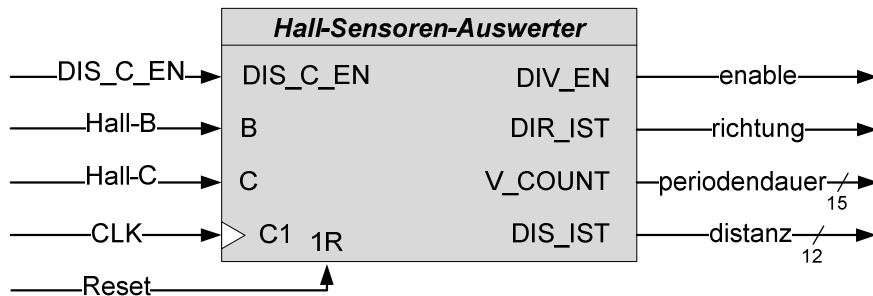 Hall-Sensoren-Auswerter
DIS_C_EN DIS_C_EN DIV_EN enable
Hall-B B DIR_IST richtung
Hall-C C V_COUNT periodendauer 15
CLK C1 1R DIS_IST distanz 12
Reset